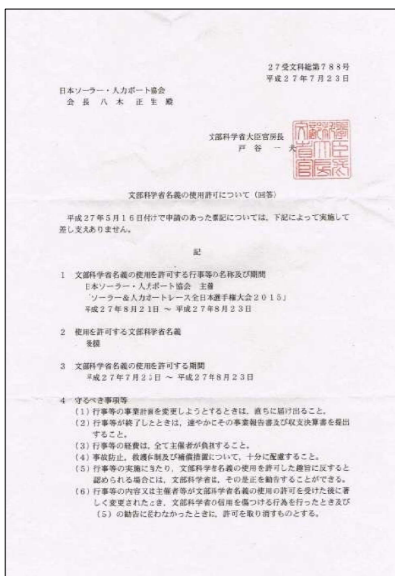 27受文科総第788号
平成27年7月23日
日本ソーラー・人力ボート協会
会長 八木 正生 殿
文部科学省大臣官房長
戸谷 一夫
文部科学省名義の使用許可について(回答)
平成27年5月16日付けで申請のあった標記については、下記によって実施して
差し支えありません。
記
1 文部科学省名義の使用を許可する行事等の名称及び期間
日本ソーラー・人力ボート協会 主催
「ソーラー&人力ボートレース全日本選手権大会2015」
平成27年8月21日 ~ 平成27年8月23日
2 使用を許可する文部科学省名義
後援
3 文部科学省名義の使用を許可する期間
平成27年7月23日 ~ 平成27年8月23日
4 守るべき事項等
(1)行事等の事業計画を変更しようとするときは、直ちに届け出ること。
(2)行事等が終了したときは、速やかにその事業報告書及び収支決算書を提出
すること。
(3)行事等の経費は、全て主催者が負担すること。
(4)事故防止、救護体制及び補償措置について、十分に配慮すること。
(5)行事等の実施に当たり、文部科学省名義の使用を許可した趣旨に反すると
認められる場合には、文部科学省は、その是正を勧告することができる。
(6)行事等の内容又は主催者等が文部科学省名義の使用の許可を受けた後に著
しく変更されたとき、文部科学省の信用を傷つける行為を行ったとき及び
(5)の勧告に従わなかったときに、許可を取り消すものとする。